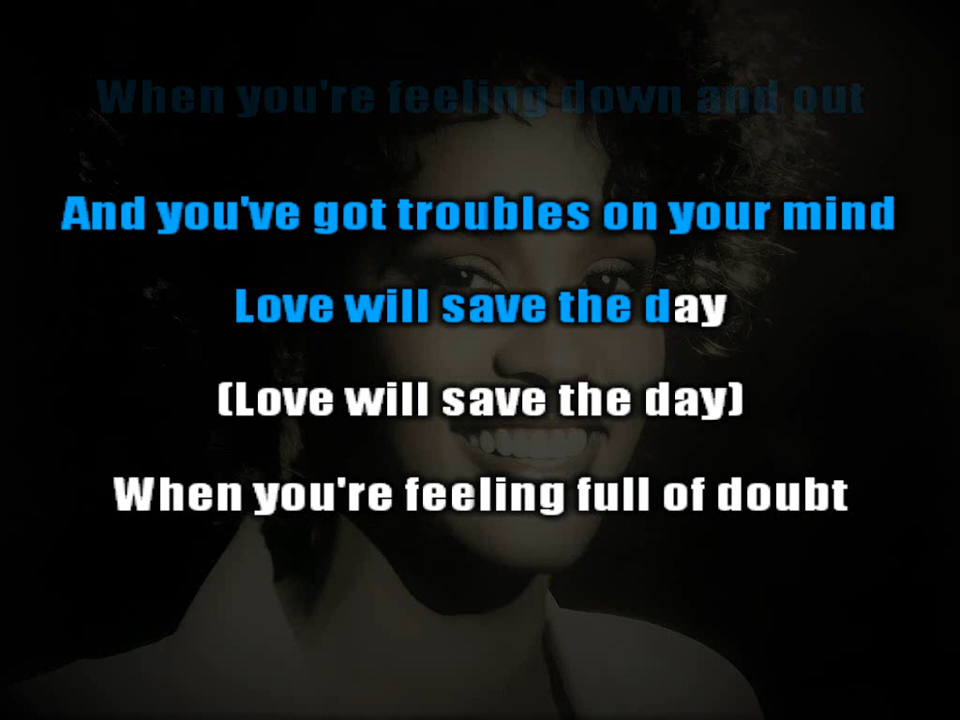 When you're feeling down and out
And you've got troubles on your mind
Love will save the day
(Love will save the day)
When you're feeling full of doubt